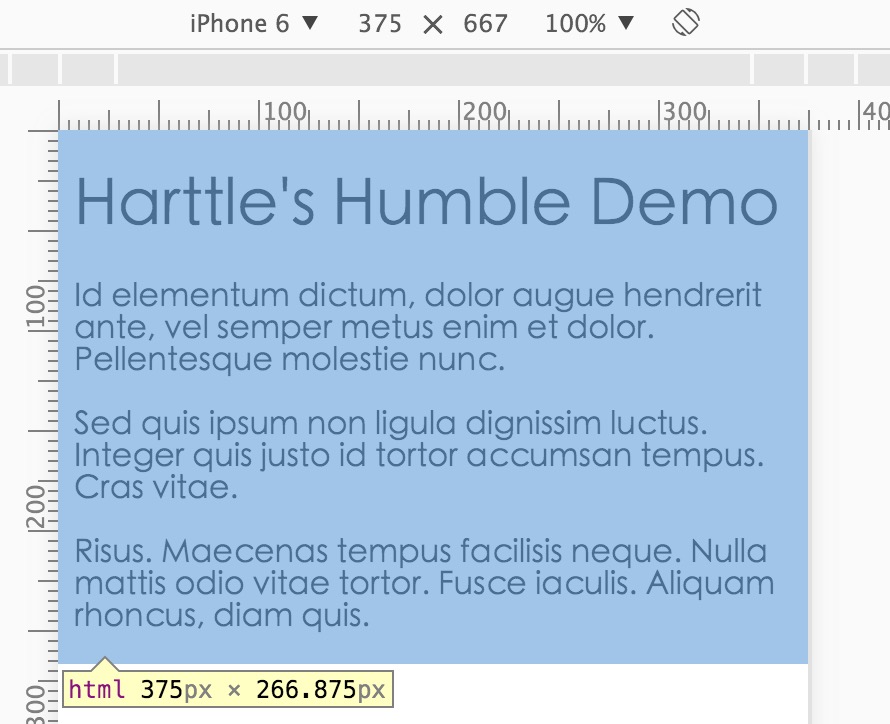 iPhone 6 ▼ 375 × 667 100% ▼
100 200 300 40
100
200
300
Harttle's Humble Demo
Id elementum dictum, dolor augue hendrerit
ante, vel semper metus enim et dolor.
Pellentesque molestie nunc.
Sed quis ipsum non ligula dignissim luctus.
Integer quis justo id tortor accumsan tempus.
Cras vitae.
Risus. Maecenas tempus facilisis neque. Nulla
mattis odio vitae tortor. Fusce iaculis. Aliquam
rhoncus, diam quis.
html 375px × 266.875px